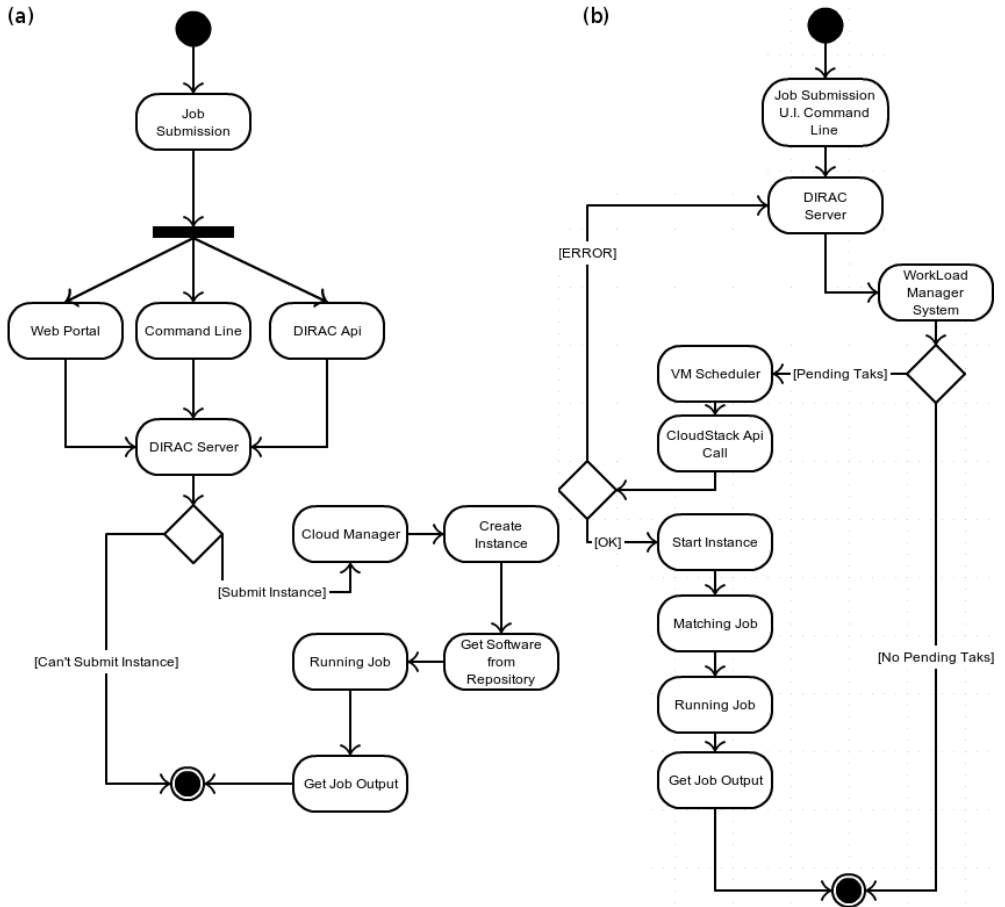 (a)
Job
Submission
Web Portal
Command Line
DIRAC Api
DIRAC Server
Cloud Manager
Create
Instance
[Submit Instance]
[Can't Submit Instance]
Running Job
Get Software
from
Repository
Get Job Output
(b)
Job Submission
U.I. Command
Line
DIRAC
Server
[ERROR]
WorkLoad
Manager
System
VM Scheduler
[Pending Taks]
CloudStack Api
Call
[OK]
Start Instance
Matching Job
[No Pending Taks]
Running Job
Get Job Output